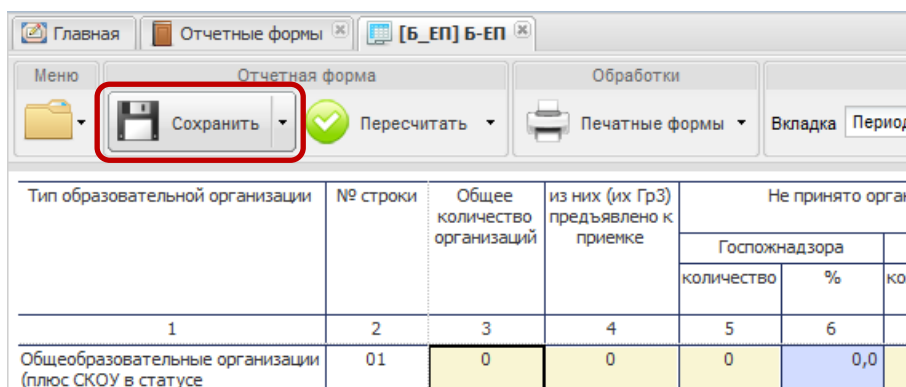 Главная Отчетные формы [Б_ЕП] Б-ЕП
Меню Отчетная форма Обработки
Сохранить Пересчитать Печатные формы Вкладка
Тип образовательной организации № строки Общее количество организаций из них (их Гр3) предъявлено к приемке Не принято
Госпожнадзора
количество %
1 2 3 4 5 6
Общеобразовательные организации 01 0 0 0 0,0
(плюс СКОУ в статусе